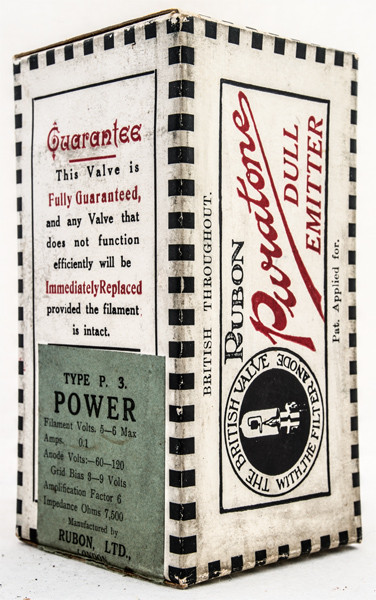 Guarantee
This Valve is
Fully Guaranteed,
and any Valve that
does not function
efficiently will be
Immediately Replaced
provided the filament
is intact.
TYPE P. 3.
POWER
Filament Volts. 5–6 Max
Amps. 0.1
Anode Volts:—60—120
Grid Bias 3—9 Volts
Amplification Factor 6
Impedance Ohms 7,500
Manufactured by
RUBON, LTD.,
LONDON
BRITISH THROUGHOUT.
RUBON
Puratone
DULL
EMITTER
THE BRITISH VALVE WITH THE FILTER ANODE
Pat. Applied for.